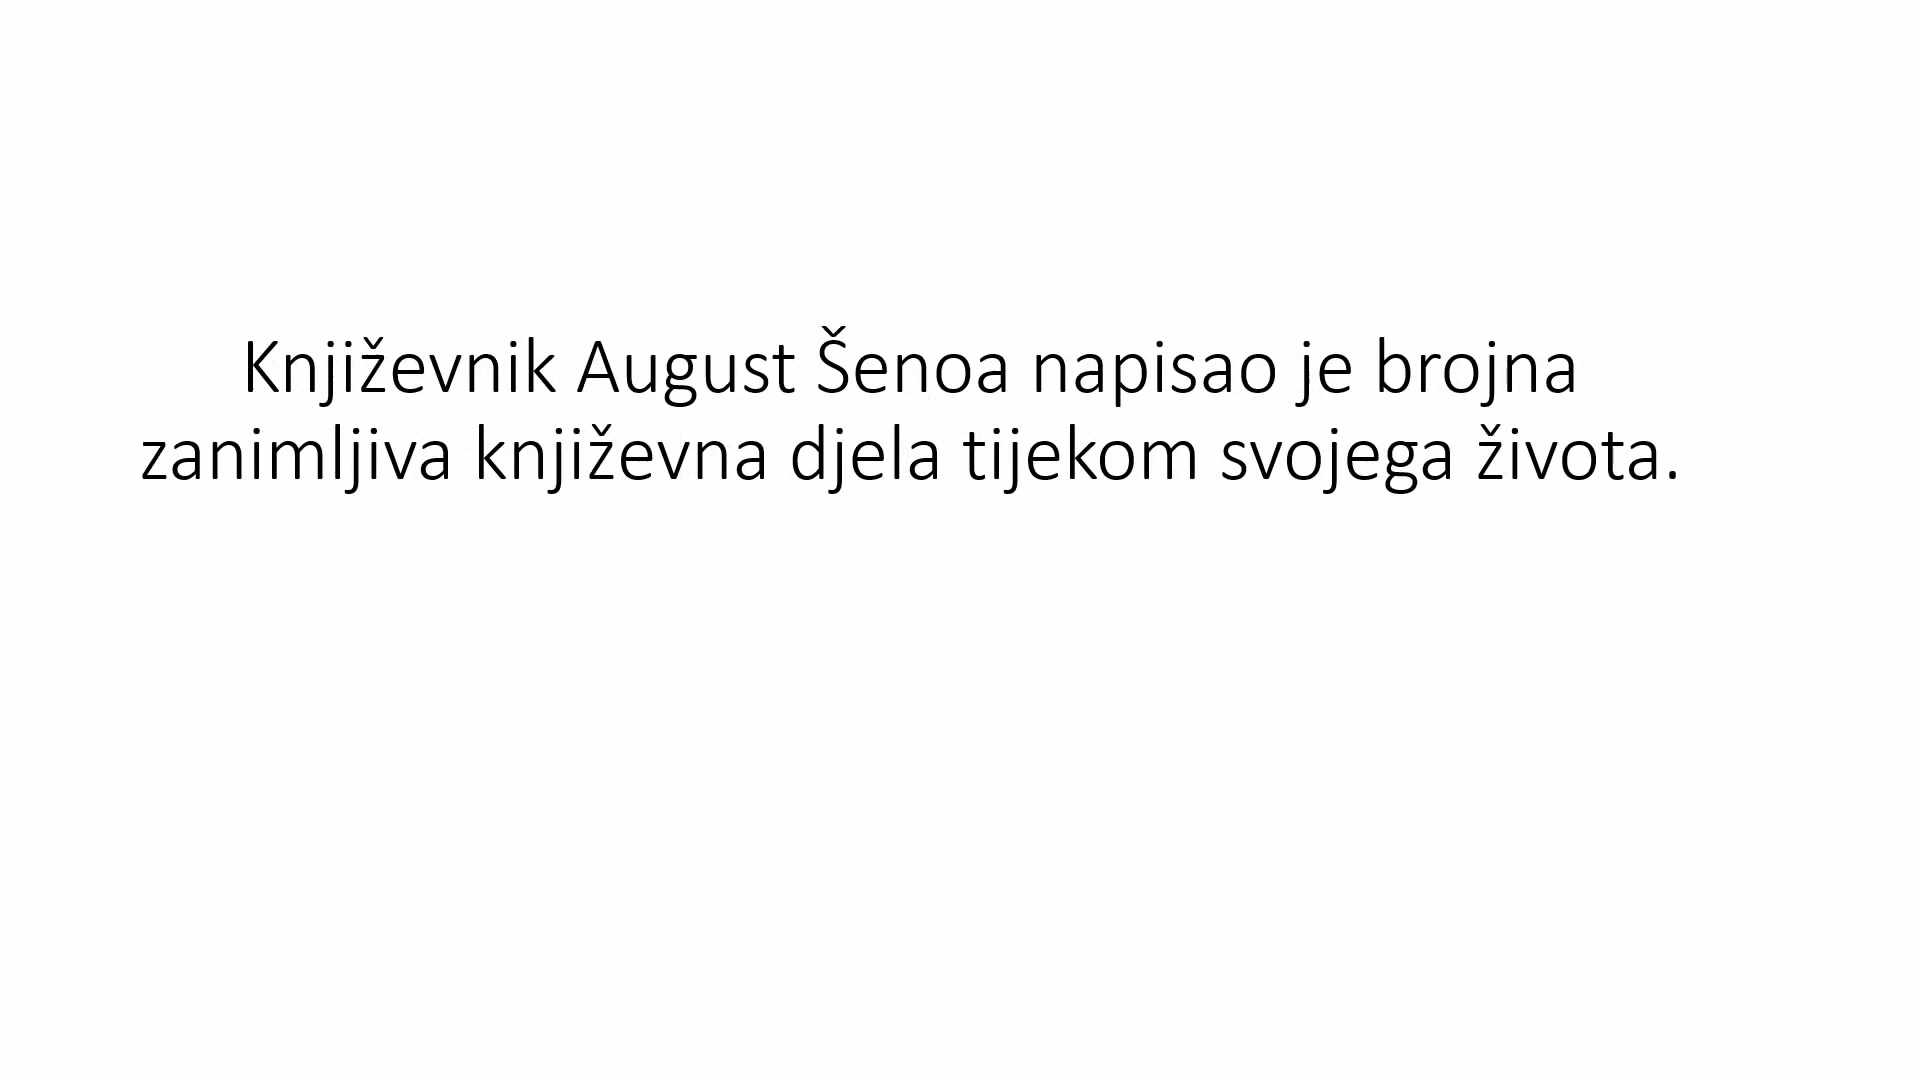 Književnik August Šenoa napisao je brojna
zanimljiva književna djela tijekom svojega života.